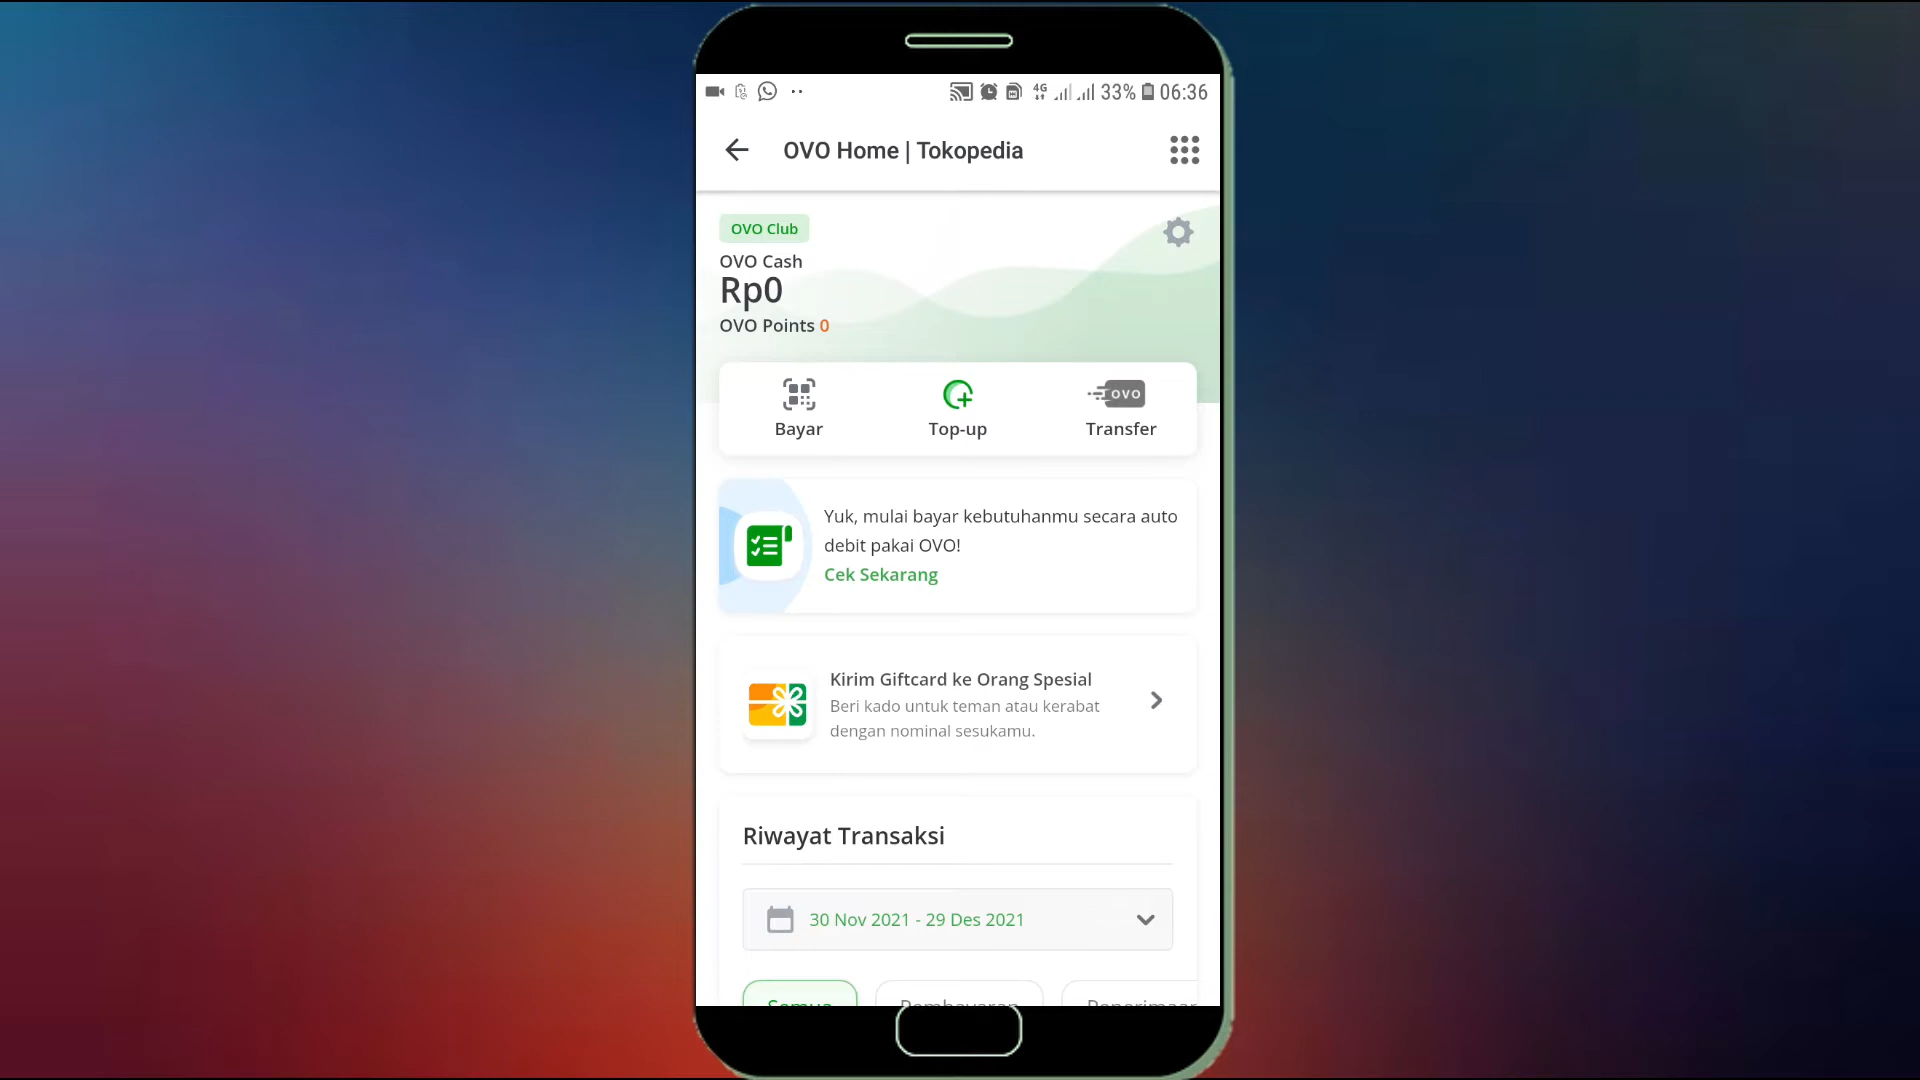 4G 33% 06:36
OVO Home | Tokopedia
OVO Club
OVO Cash
Rp0
OVO Points 0
OVO
Bayar
Top-up
Transfer
Yuk, mulai bayar kebutuhanmu secara auto
debit pakai OVO!
Cek Sekarang
Kirim Giftcard ke Orang Spesial
Beri kado untuk teman atau kerabat
dengan nominal sesukamu.
Riwayat Transaksi
30 Nov 2021 - 29 Des 2021
Semua
Pembayaran
Penerimaan